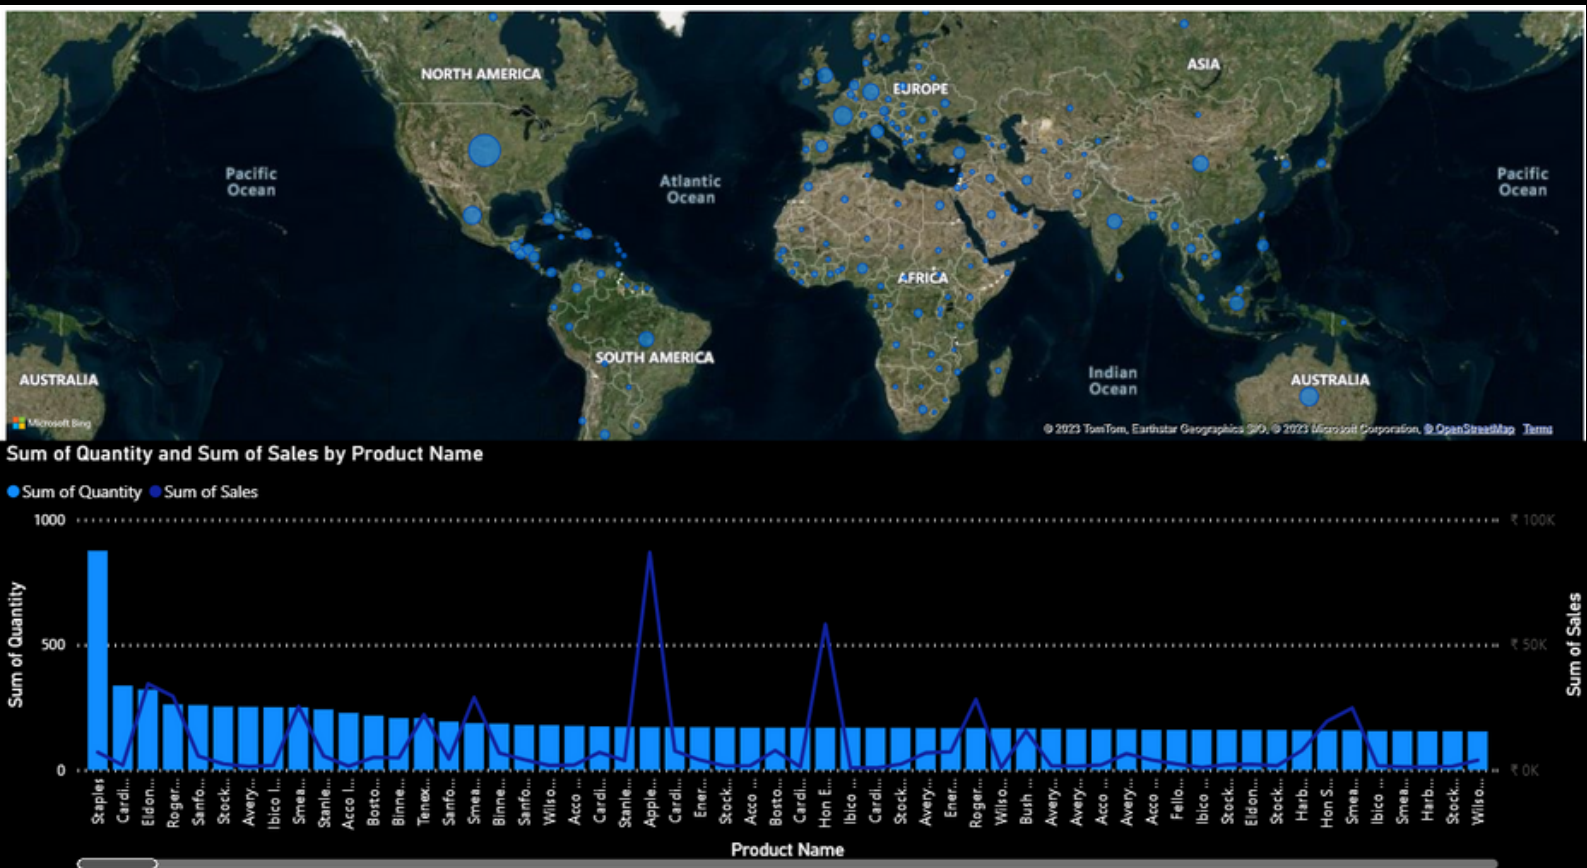 NORTH AMERICA
EUROPE
ASIA
Pacific
Ocean
Atlantic
Ocean
Pacific
Ocean
AFRICA
SOUTH AMERICA
Indian
Ocean
AUSTRALIA
AUSTRALIA
Microsoft Bing
© 2023 TomTom, Earthstar Geographics SIO, © 2023 Microsoft Corporation, © OpenStreetMap Terms
Sum of Quantity and Sum of Sales by Product Name
Sum of Quantity Sum of Sales
1000
500
0
Sum of Quantity
₹ 100K
₹ 50K
₹ 0K
Sum of Sales
Staples
Cardi...
Eldon...
Roger...
Sanfo...
Stock...
Avery...
Ibico I...
Smea...
Stanle...
Acco I...
Bosto...
Binne...
Tenex...
Sanfo...
Smea...
Binne...
Sanfo...
Wilso...
Acco ...
Cardi...
Stanle...
Apple...
Cardi...
Ener...
Stock...
Acco ...
Bosto...
Cardi...
Hon E...
Ibico ...
Cardi...
Stock...
Avery...
Ener...
Roger...
Wilso...
Bush ...
Avery...
Avery...
Acco ...
Avery...
Acco ...
Fello...
Ibico ...
Stock...
Eldon...
Stock...
Harb...
Hon S...
Smea...
Ibico ...
Smea...
Harb...
Stock...
Wilso...
Product Name